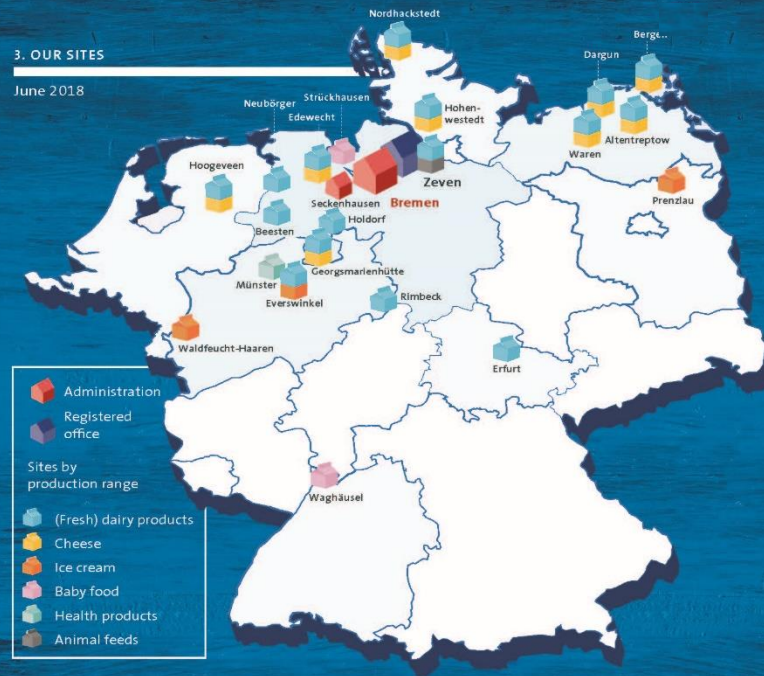 3. OUR SITES
June 2018
Nordhackstedt
Berge...
Dargun
Strückhausen
Neubörger
Edewecht
Hohen-
westedt
Altentreptow
Waren
Hoogeveen
Zeven
Prenzlau
Seckenhausen
Bremen
Holdorf
Beesten
Georgsmarienhütte
Münster
Everswinkel
Rimbeck
Waldfeucht-Haaren
Erfurt
Administration
Registered
office
Sites by
production range
Waghäusel
(Fresh) dairy products
Cheese
Ice cream
Baby food
Health products
Animal feeds